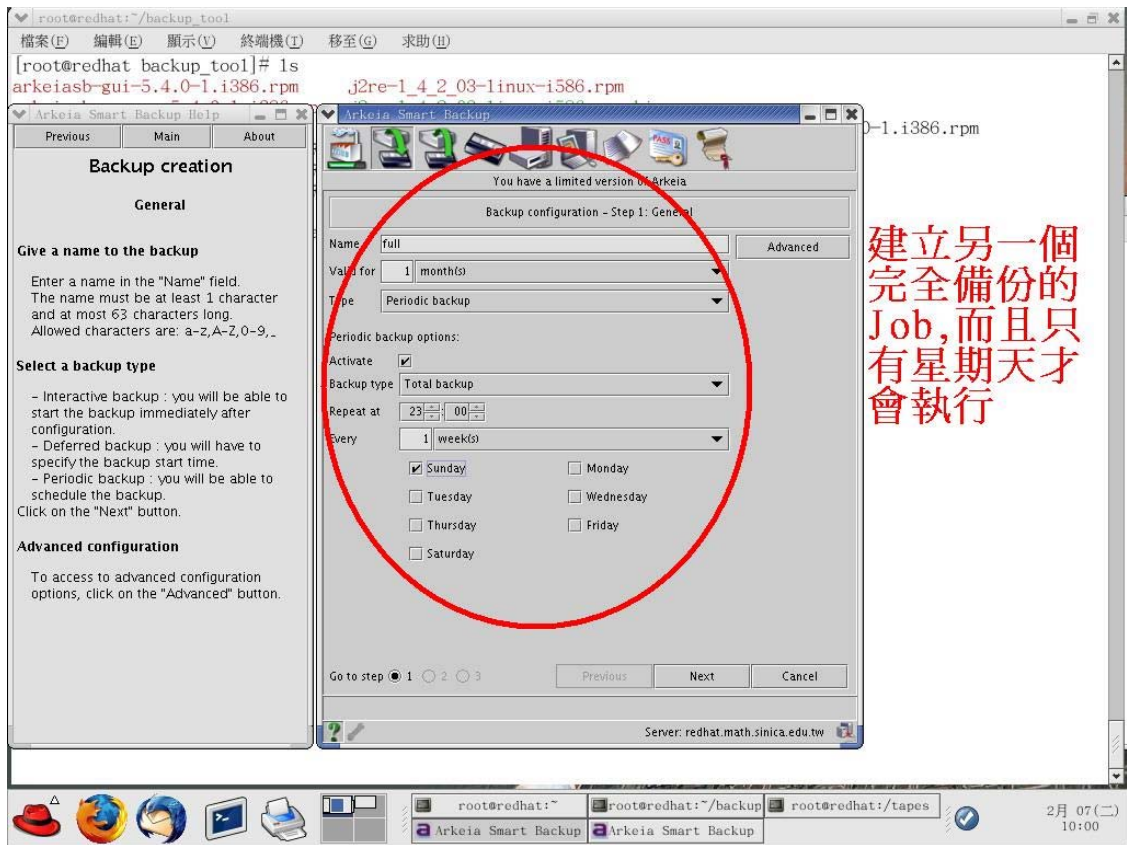 root@redhat:~/backup_tool
檔案(F) 編輯(E) 顯示(V) 終端機(T) 移至(G) 求助(H)
[root@redhat backup_tool]# ls
arkeiasb-gui-5.4.0-1.i386.rpm j2re-1_4_2_03-linux-i586.rpm
0-1.i386.rpm
Arkeia Smart Backup Help
Previous Main About
Backup creation
General
Give a name to the backup
Enter a name in the "Name" field.
The name must be at least 1 character
and at most 63 characters long.
Allowed characters are: a-z,A-Z,0-9,_
Select a backup type
- Interactive backup : you will be able to
start the backup immediately after
configuration.
- Deferred backup : you will have to
specify the backup start time.
- Periodic backup : you will be able to
schedule the backup.
Click on the "Next" button.
Advanced configuration
To access to advanced configuration
options, click on the "Advanced" button.
Arkeia Smart Backup
PASS
You have a limited version of Arkeia
Backup configuration - Step 1: General
Name full Advanced
Valid for 1 month(s)
Type Periodic backup
Periodic backup options:
Activate
Backup type Total backup
Repeat at 23 : 00
Every 1 week(s)
Sunday Monday
Tuesday Wednesday
Thursday Friday
Saturday
Go to step 1 2 3 Previous Next Cancel
Server: redhat.math.sinica.edu.tw
建立另一個
完全備份的
Job,而且只
有星期天才
會執行
root@redhat:~ root@redhat:~/backup root@redhat:/tapes
Arkeia Smart Backup Arkeia Smart Backup
2月 07(二)
10:00